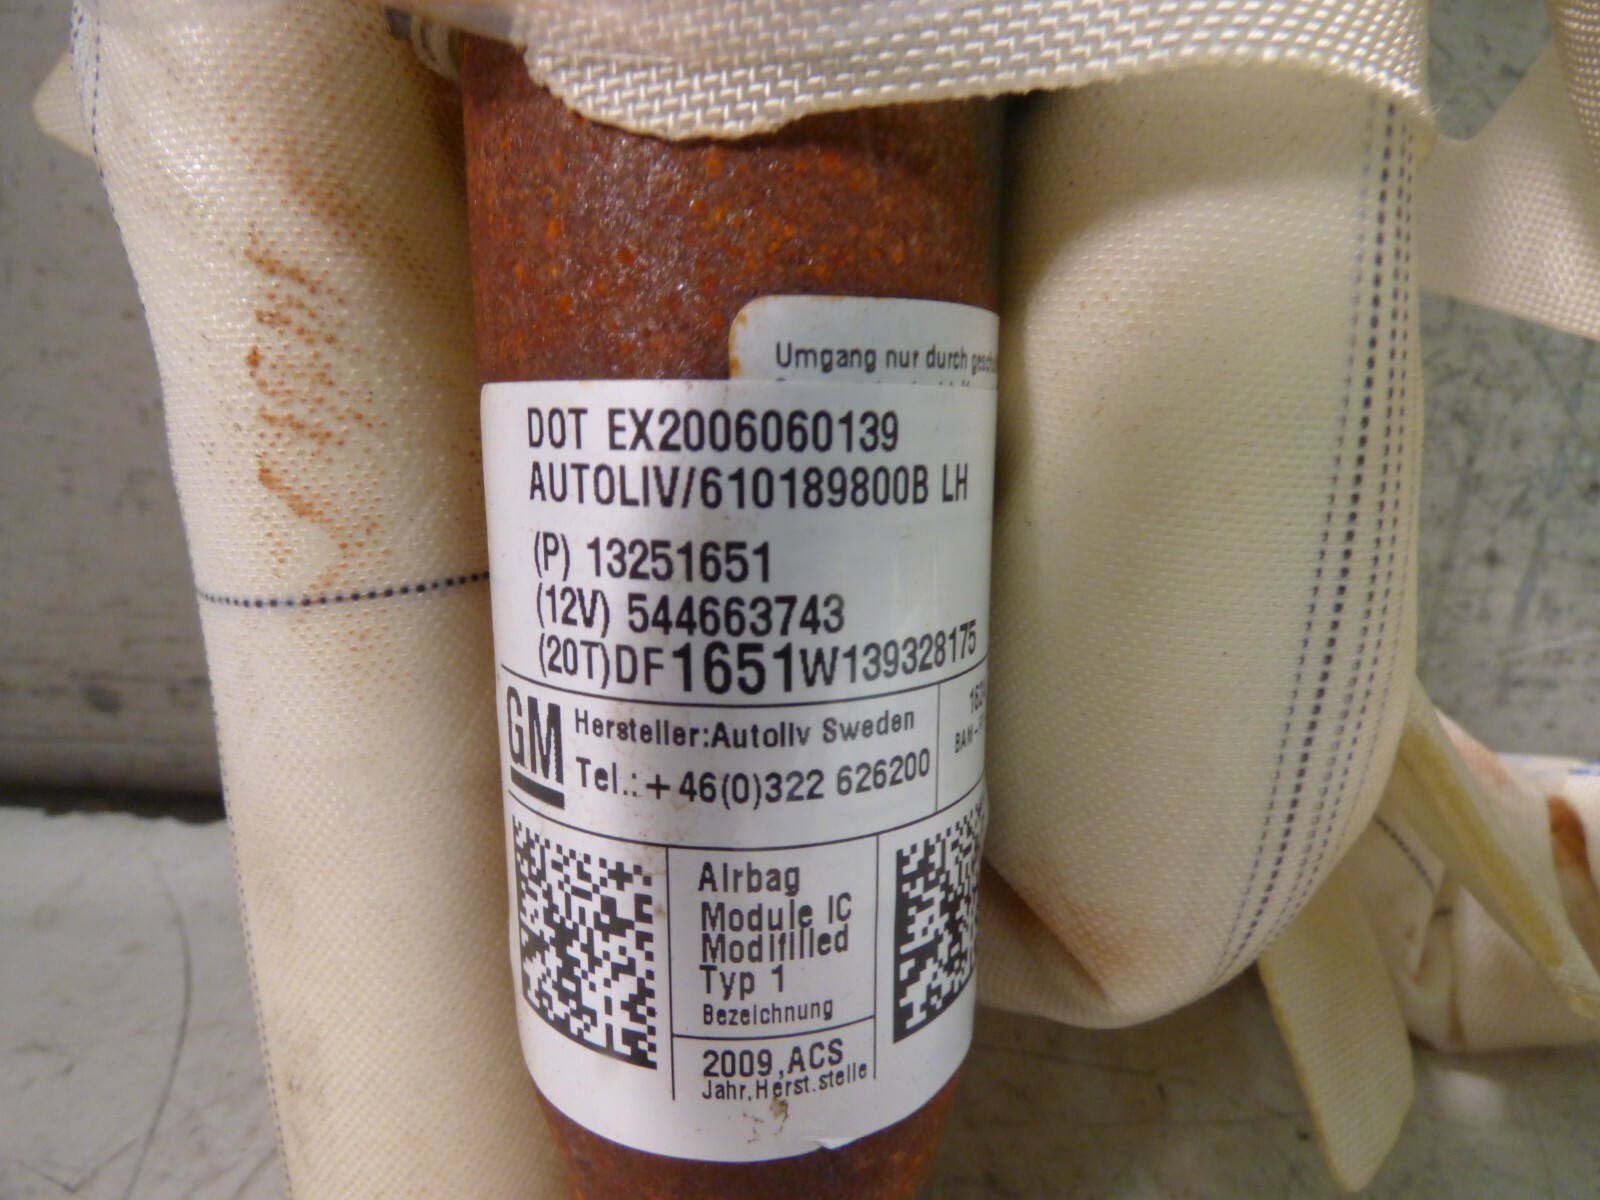 Umgang nur durch
DOT EX2006060139
AUTOLIV/610189800B LH
(P) 13251651
(12V) 544663743
(20T)DF1651W139328175
GM
Hersteller:Autoliv Sweden
Tel.:+46(0)322 626200
Airbag
Module IC
Modifilled
Typ 1
Bezeichnung
2009,ACS
Jahr,Herst.stelle